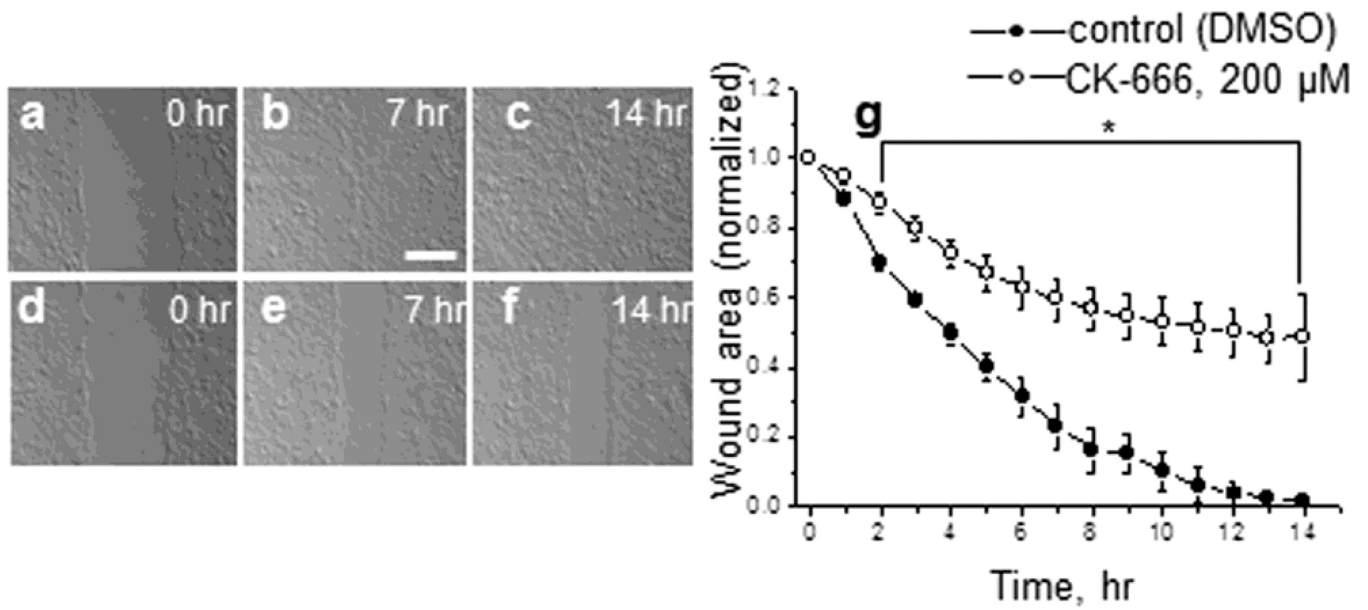 control (DMSO)
CK-666, 200 µM
a 0 hr
b 7 hr
c 14 hr
d 0 hr
e 7 hr
f 14 hr
g
*
Wound area (normalized)
1.2
1.0
0.8
0.6
0.4
0.2
0.0
0 2 4 6 8 10 12 14
Time, hr